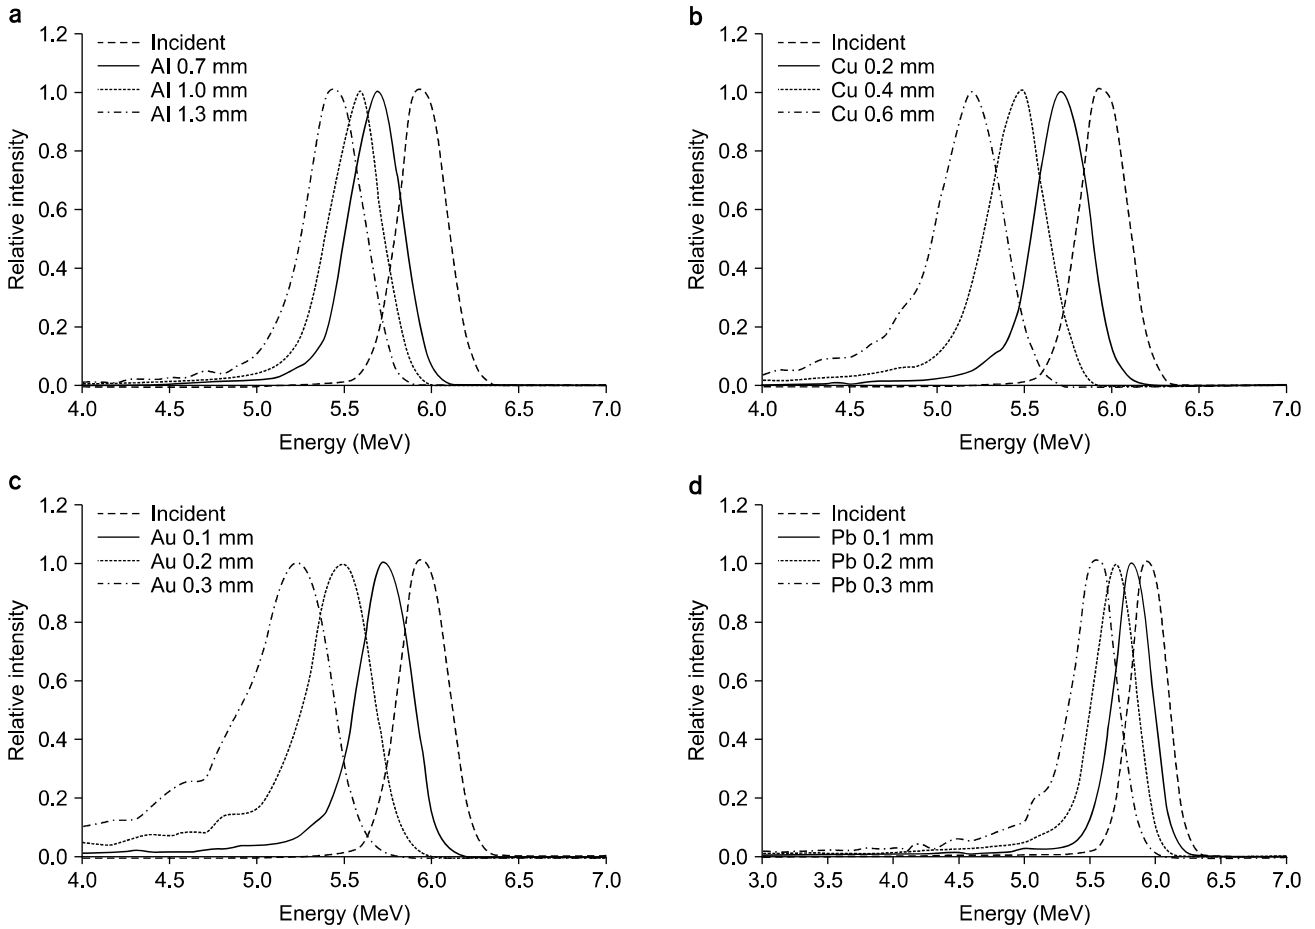 a
1.2
1.0
0.8
0.6
0.4
0.2
0.0
Relative intensity
Incident
Al 0.7 mm
Al 1.0 mm
Al 1.3 mm
4.0 4.5 5.0 5.5 6.0 6.5 7.0
Energy (MeV)
b
1.2
1.0
0.8
0.6
0.4
0.2
0.0
Relative intensity
Incident
Cu 0.2 mm
Cu 0.4 mm
Cu 0.6 mm
4.0 4.5 5.0 5.5 6.0 6.5 7.0
Energy (MeV)
c
1.2
1.0
0.8
0.6
0.4
0.2
0.0
Relative intensity
Incident
Au 0.1 mm
Au 0.2 mm
Au 0.3 mm
4.0 4.5 5.0 5.5 6.0 6.5 7.0
Energy (MeV)
d
1.2
1.0
0.8
0.6
0.4
0.2
0.0
Relative intensity
Incident
Pb 0.1 mm
Pb 0.2 mm
Pb 0.3 mm
3.0 3.5 4.0 4.5 5.0 5.5 6.0 6.5 7.0
Energy (MeV)